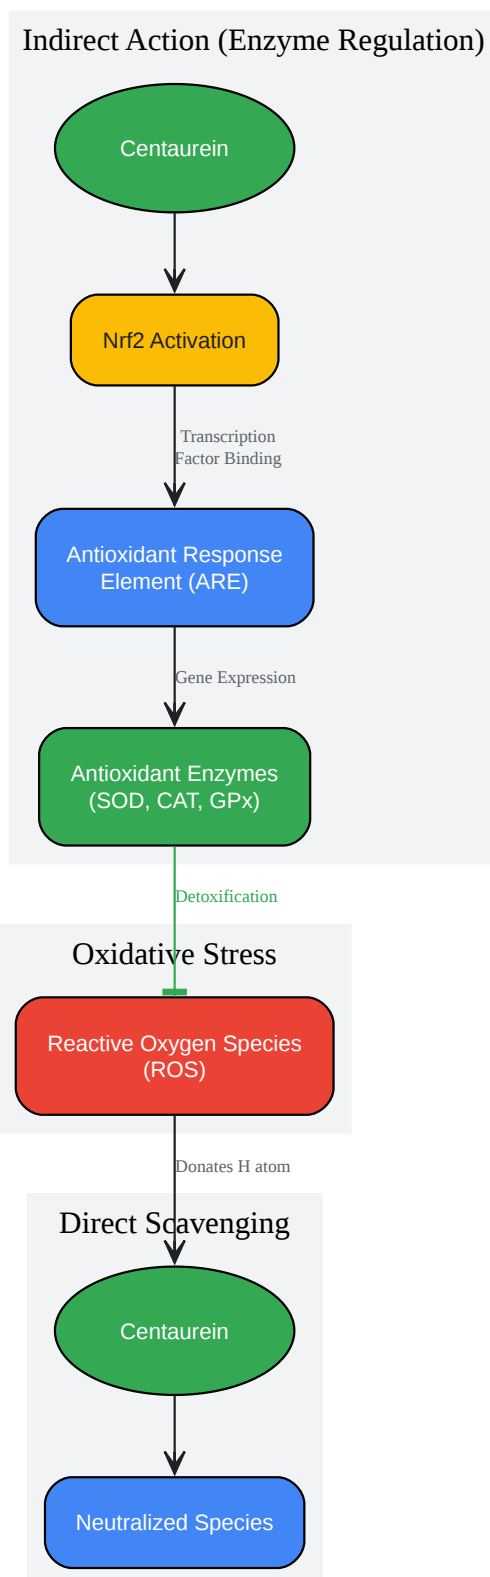 Indirect Action (Enzyme Regulation)
Centaurein
Nrf2 Activation
Transcription
Factor Binding
Antioxidant Response
Element (ARE)
Gene Expression
Antioxidant Enzymes
(SOD, CAT, GPx)
Detoxification
Oxidative Stress
Reactive Oxygen Species
(ROS)
Donates H atom
Direct Scavenging
Centaurein
Neutralized Species